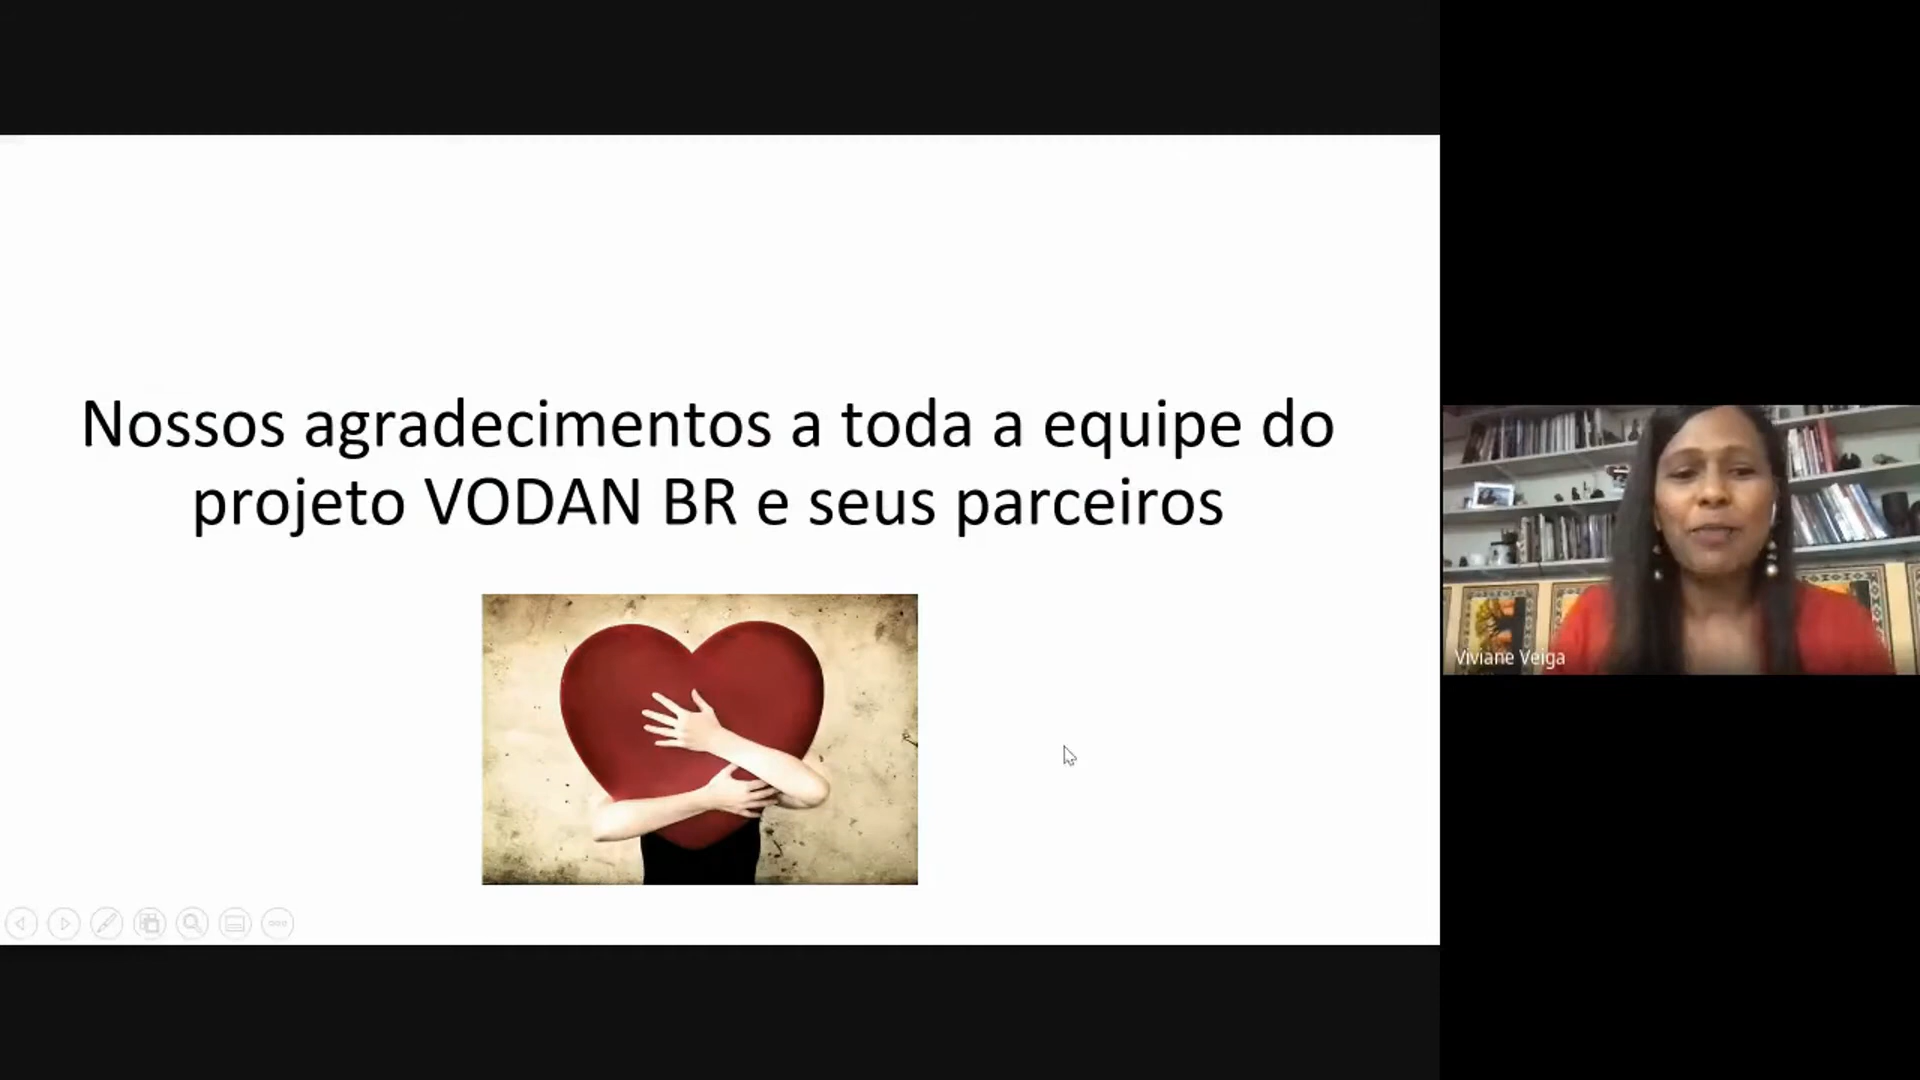 Nossos agradecimentos a toda a equipe do
projeto VODAN BR e seus parceiros
Viviane Veiga